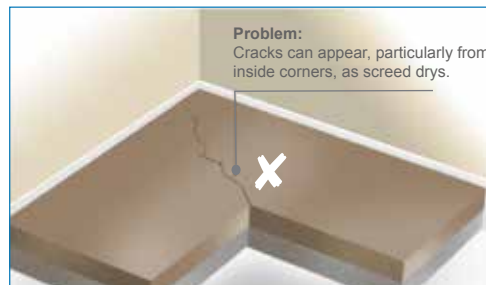 Problem:
Cracks can appear, particularly from
inside corners, as screed drys.